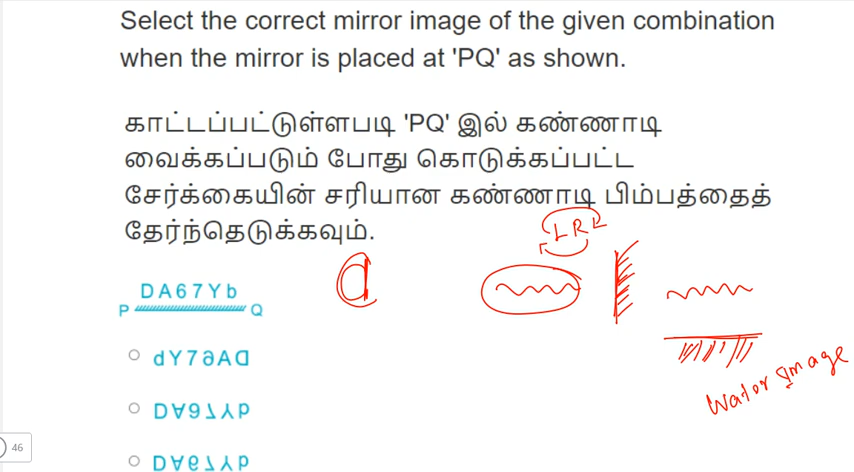 Select the correct mirror image of the given combination
when the mirror is placed at 'PQ' as shown.
காட்டப்பட்டுள்ளபடி 'PQ' இல் கண்ணாடி
வைக்கப்படும் போது கொடுக்கப்பட்ட
சேர்க்கையின் சரியான கண்ணாடி பிம்பத்தைத்
தேர்ந்தெடுக்கவும்.
LR
d
DA67Yb
P Q
Water Image
46